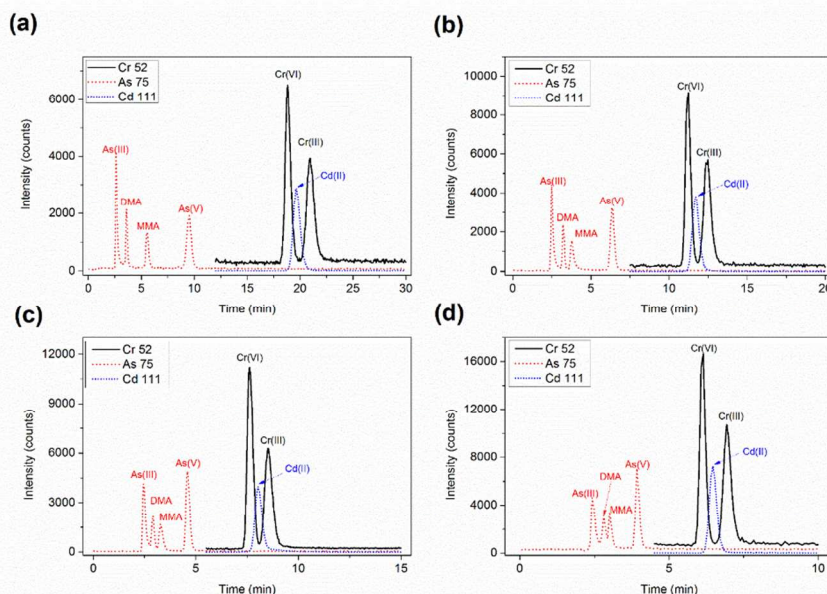 (a)
Cr 52
As 75
Cd 111
Cr(VI)
Cr(III)
Cd(II)
As(III)
DMA
MMA
As(V)
Intensity (counts)
6000
4000
2000
0
0 5 10 15 20 25 30
Time (min)
(b)
Cr 52
As 75
Cd 111
Cr(VI)
Cr(III)
Cd(II)
As(III)
DMA
MMA
As(V)
Intensity (counts)
10000
8000
6000
4000
2000
0
0 5 10 15 20
Time (min)
(c)
Cr 52
As 75
Cd 111
Cr(VI)
Cr(III)
Cd(II)
As(III)
DMA
MMA
As(V)
Intensity (counts)
12000
9000
6000
3000
0
0 5 10 15
Time (min)
(d)
Cr 52
As 75
Cd 111
Cr(VI)
Cr(III)
Cd(II)
As(III)
DMA
MMA
As(V)
Intensity (counts)
16000
12000
8000
4000
0
0 5 10
Time (min)